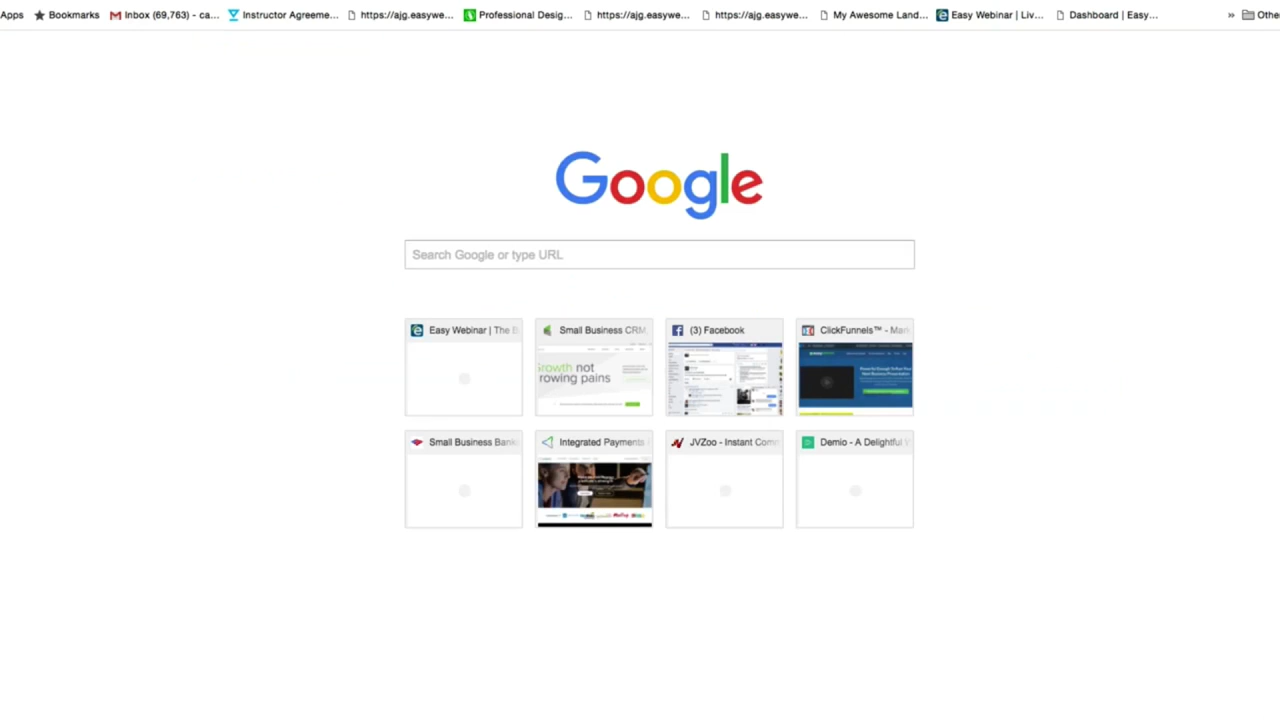 Apps Bookmarks Inbox (69,763) - ca... Instructor Agreeme... https://ajg.easywe... Professional Desig... https://ajg.easywe... https://ajg.easywe... My Awesome Land... Easy Webinar | Liv... Dashboard | Easy... » Othe
Google
Search Google or type URL
Easy Webinar | The B Small Business CRM, (3) Facebook ClickFunnels™ - Mark
Growth not
rowing pains
Small Business Bank Integrated Payments JVZoo - Instant Com Demio - A Delightful